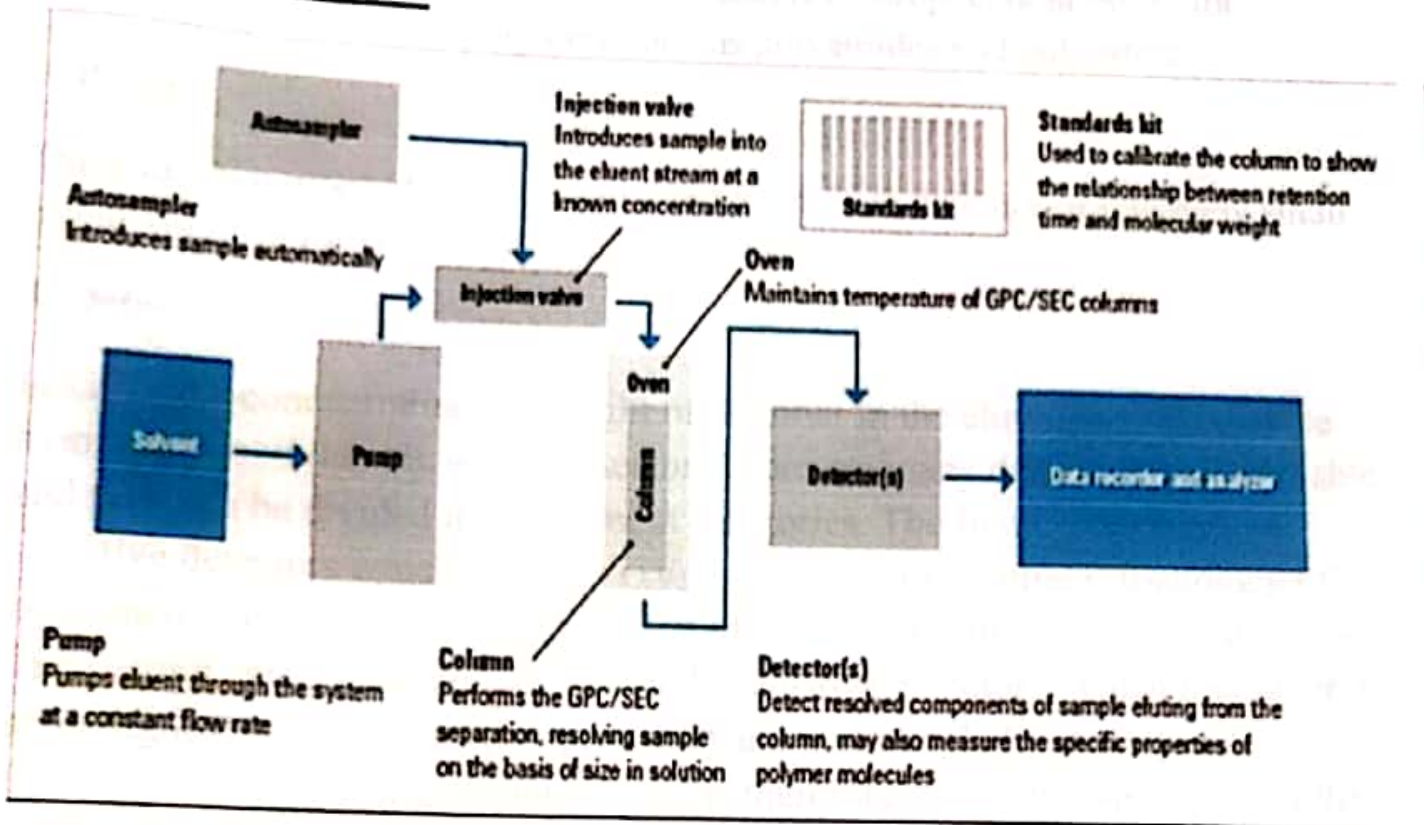 Autosampler
Autosampler
Introduces sample automatically
Injection valve
Introduces sample into
the eluent stream at a
known concentration
Standards kit
Standards kit
Used to calibrate the column to show
the relationship between retention
time and molecular weight
Injection valve
Oven
Maintains temperature of GPC/SEC columns
Solvent
Pump
Oven
Column
Detector(s)
Data recorder and analyzer
Pump
Pumps eluent through the system
at a constant flow rate
Column
Performs the GPC/SEC
separation, resolving sample
on the basis of size in solution
Detector(s)
Detect resolved components of sample eluting from the
column, may also measure the specific properties of
polymer molecules